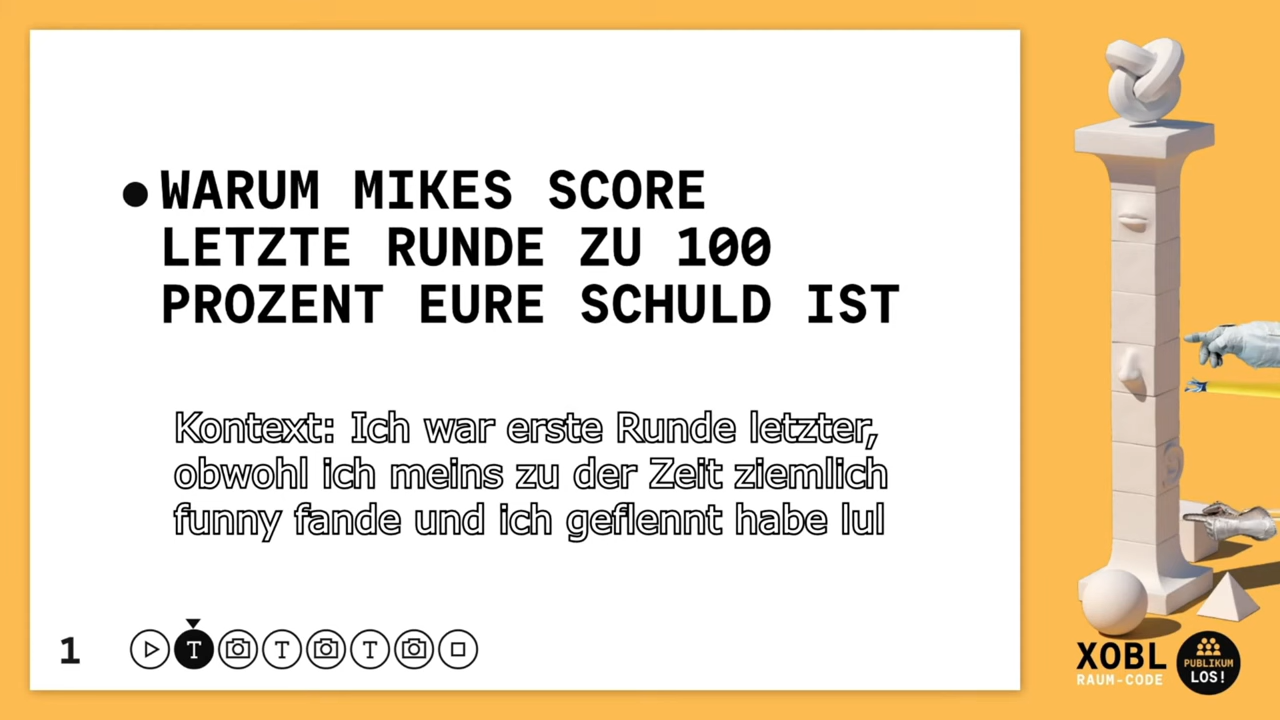 WARUM MIKES SCORE
LETZTE RUNDE ZU 100
PROZENT EURE SCHULD IST
Kontext: Ich war erste Runde letzter,
obwohl ich meins zu der Zeit ziemlich
funny fande und ich geflennt habe lul
1
T
T
T
XOBL
RAUM-CODE
PUBLIKUM
LOS!